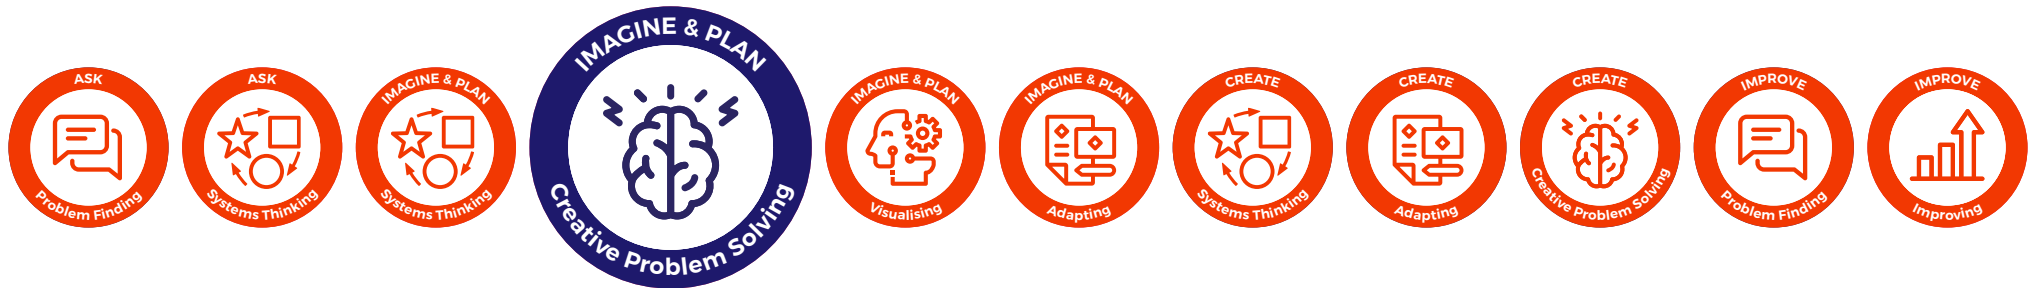 ASK
Problem Finding
ASK
Systems Thinking
IMAGINE & PLAN
Systems Thinking
IMAGINE & PLAN
Creative Problem Solving
IMAGINE & PLAN
Visualising
IMAGINE & PLAN
Adapting
CREATE
Systems Thinking
CREATE
Adapting
CREATE
Creative Problem Solving
IMPROVE
Problem Finding
IMPROVE
Improving